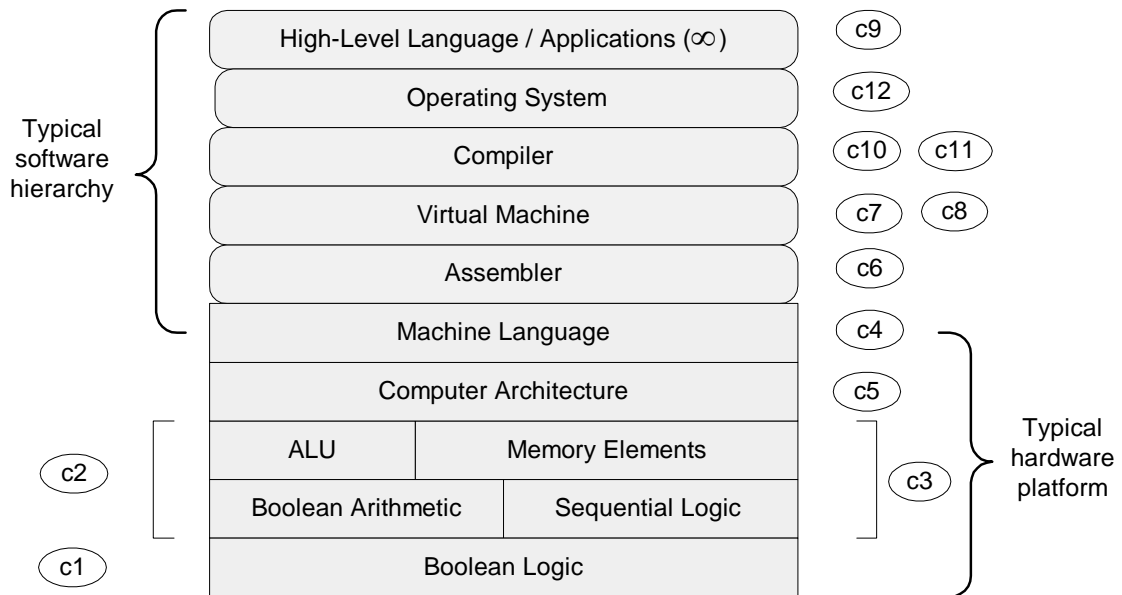 High-Level Language / Applications (∞)
c9
Operating System
c12
Typical
software
hierarchy
Compiler
c10
c11
Virtual Machine
c7
c8
Assembler
c6
Machine Language
c4
Computer Architecture
c5
ALU
Memory Elements
c2
c3
Typical
hardware
platform
Boolean Arithmetic
Sequential Logic
c1
Boolean Logic